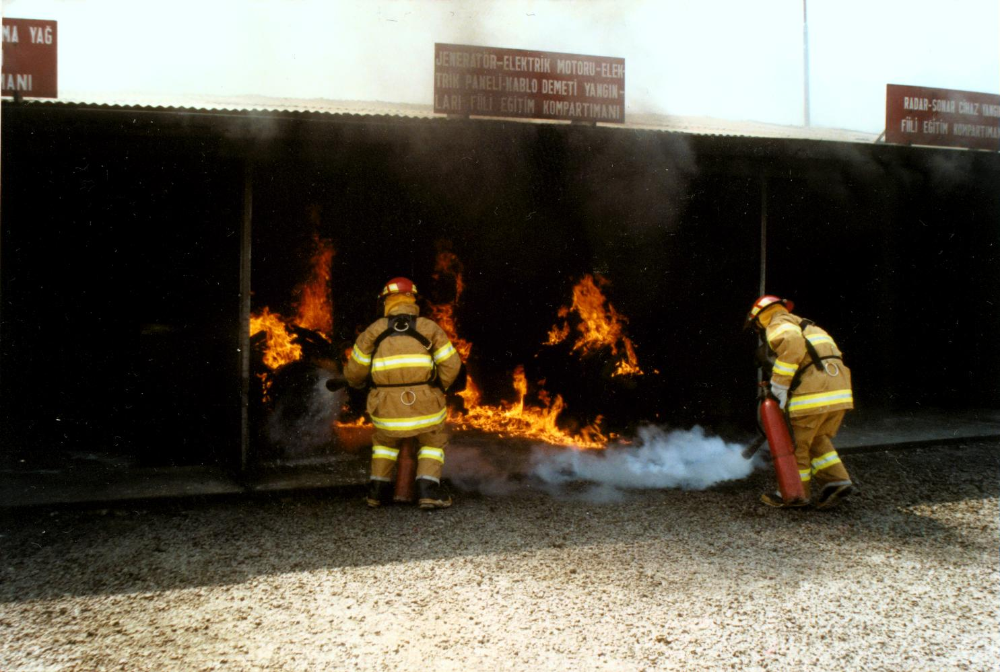 MA YAĞ
MANI
JENERATÖR-ELEKTRİK MOTORU-ELEK-
TRİK PANELİ-KABLO DEMETİ YANGIN-
LARI FİİLİ EĞİTİM KOMPARTIMANI
RADAR-SONAR CİHAZ YANGIN
FİİLİ EĞİTİM KOMPARTIMAN